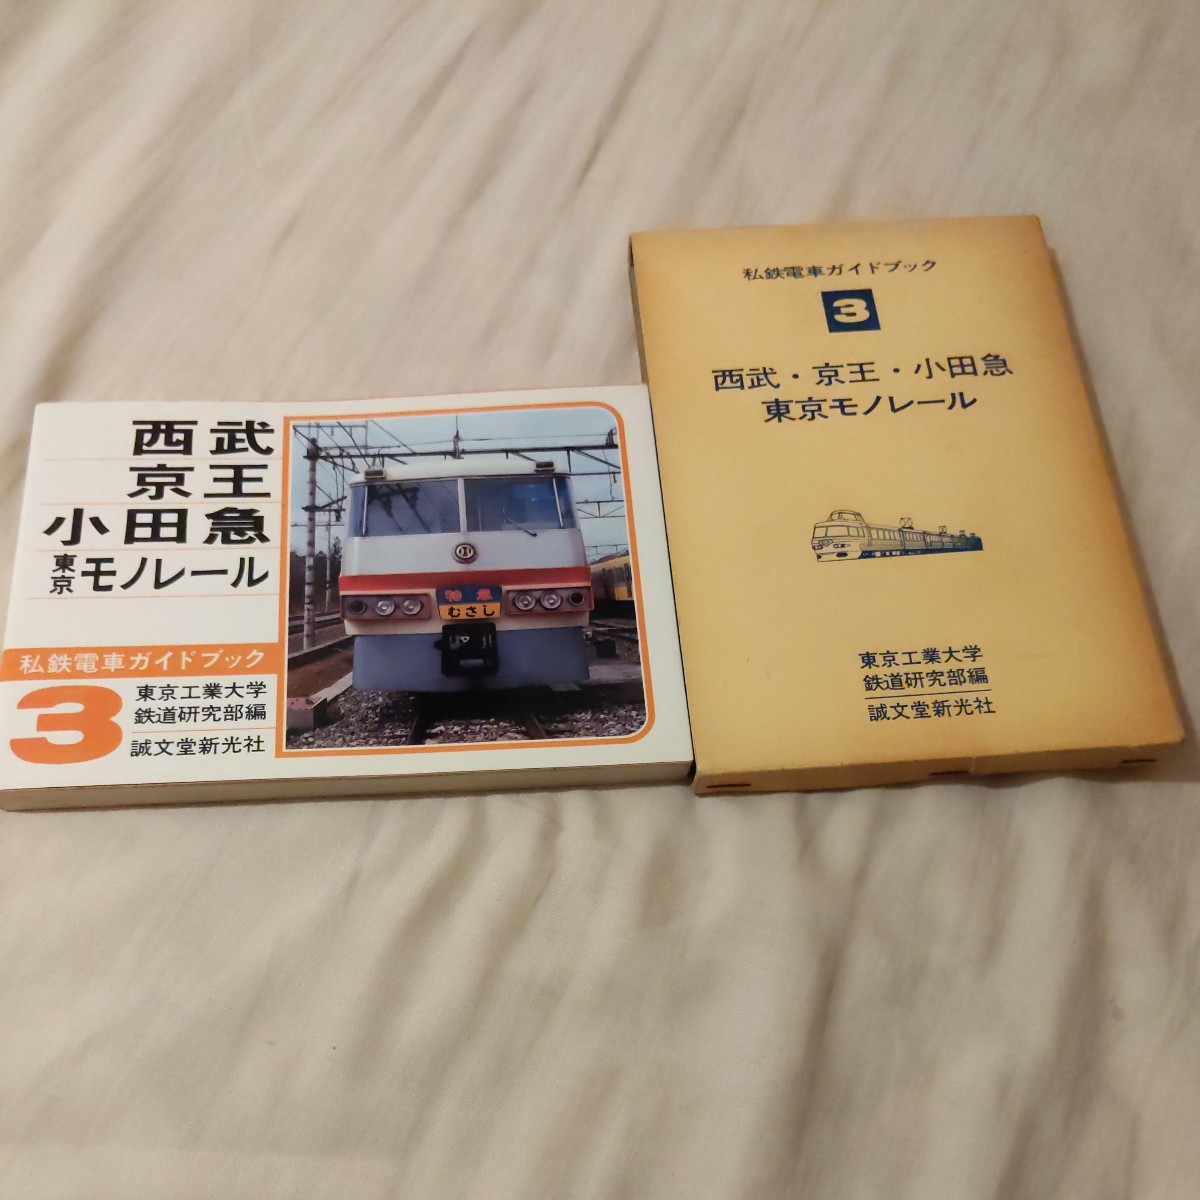 西武
京王
小田急
東京モノレール
私鉄電車ガイドブック
3
東京工業大学
鉄道研究部編
誠文堂新光社
特急
むさし
私鉄電車ガイドブック
3
西武・京王・小田急
東京モノレール
東京工業大学
鉄道研究部編
誠文堂新光社